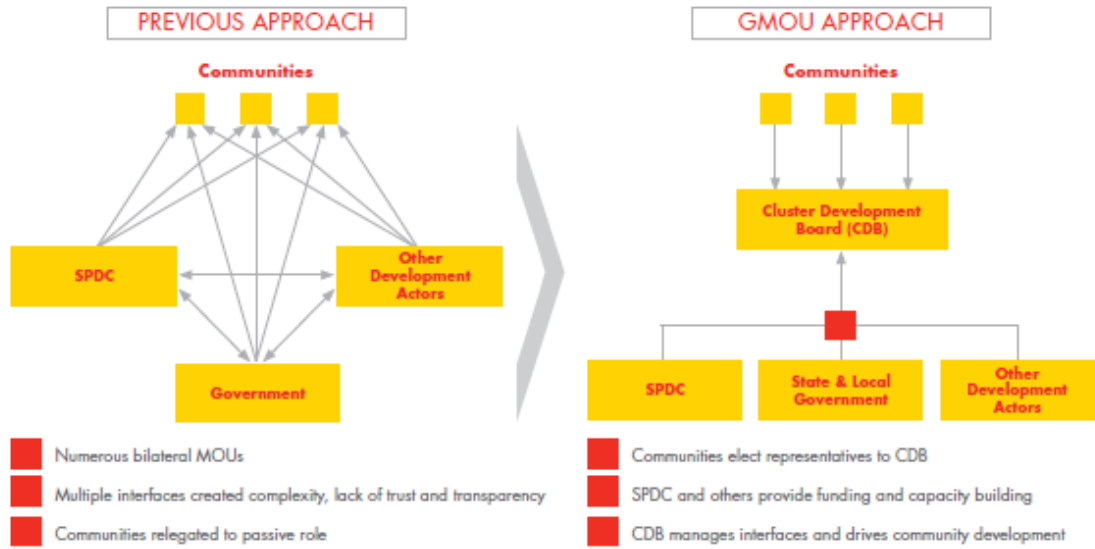 PREVIOUS APPROACH
Communities
SPDC
Other
Development
Actors
Government
Numerous bilateral MOUs
Multiple interfaces created complexity, lack of trust and transparency
Communities relegated to passive role
GMOU APPROACH
Communities
Cluster Development
Board (CDB)
SPDC
State & Local
Government
Other
Development
Actors
Communities elect representatives to CDB
SPDC and others provide funding and capacity building
CDB manages interfaces and drives community development